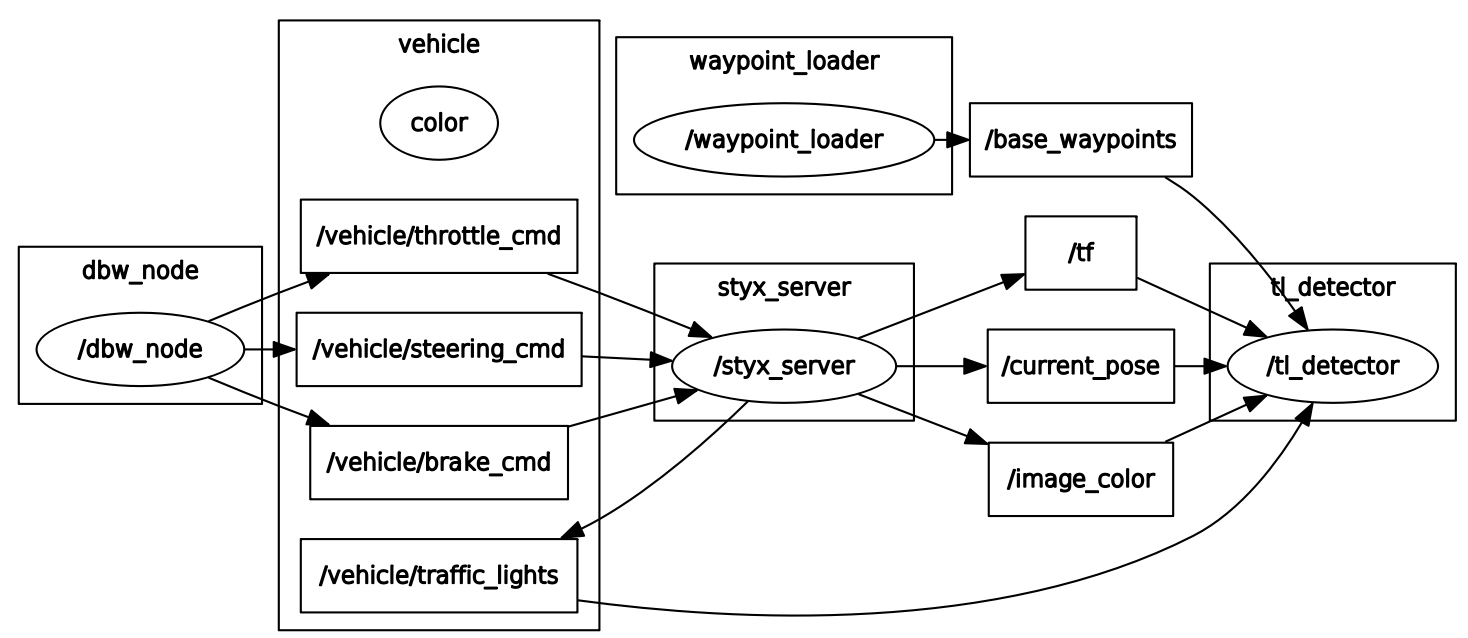 vehicle
color
/vehicle/throttle_cmd
/vehicle/steering_cmd
/vehicle/brake_cmd
/vehicle/traffic_lights
dbw_node
/dbw_node
waypoint_loader
/waypoint_loader
/base_waypoints
styx_server
/styx_server
/tf
/current_pose
/image_color
tl_detector
/tl_detector